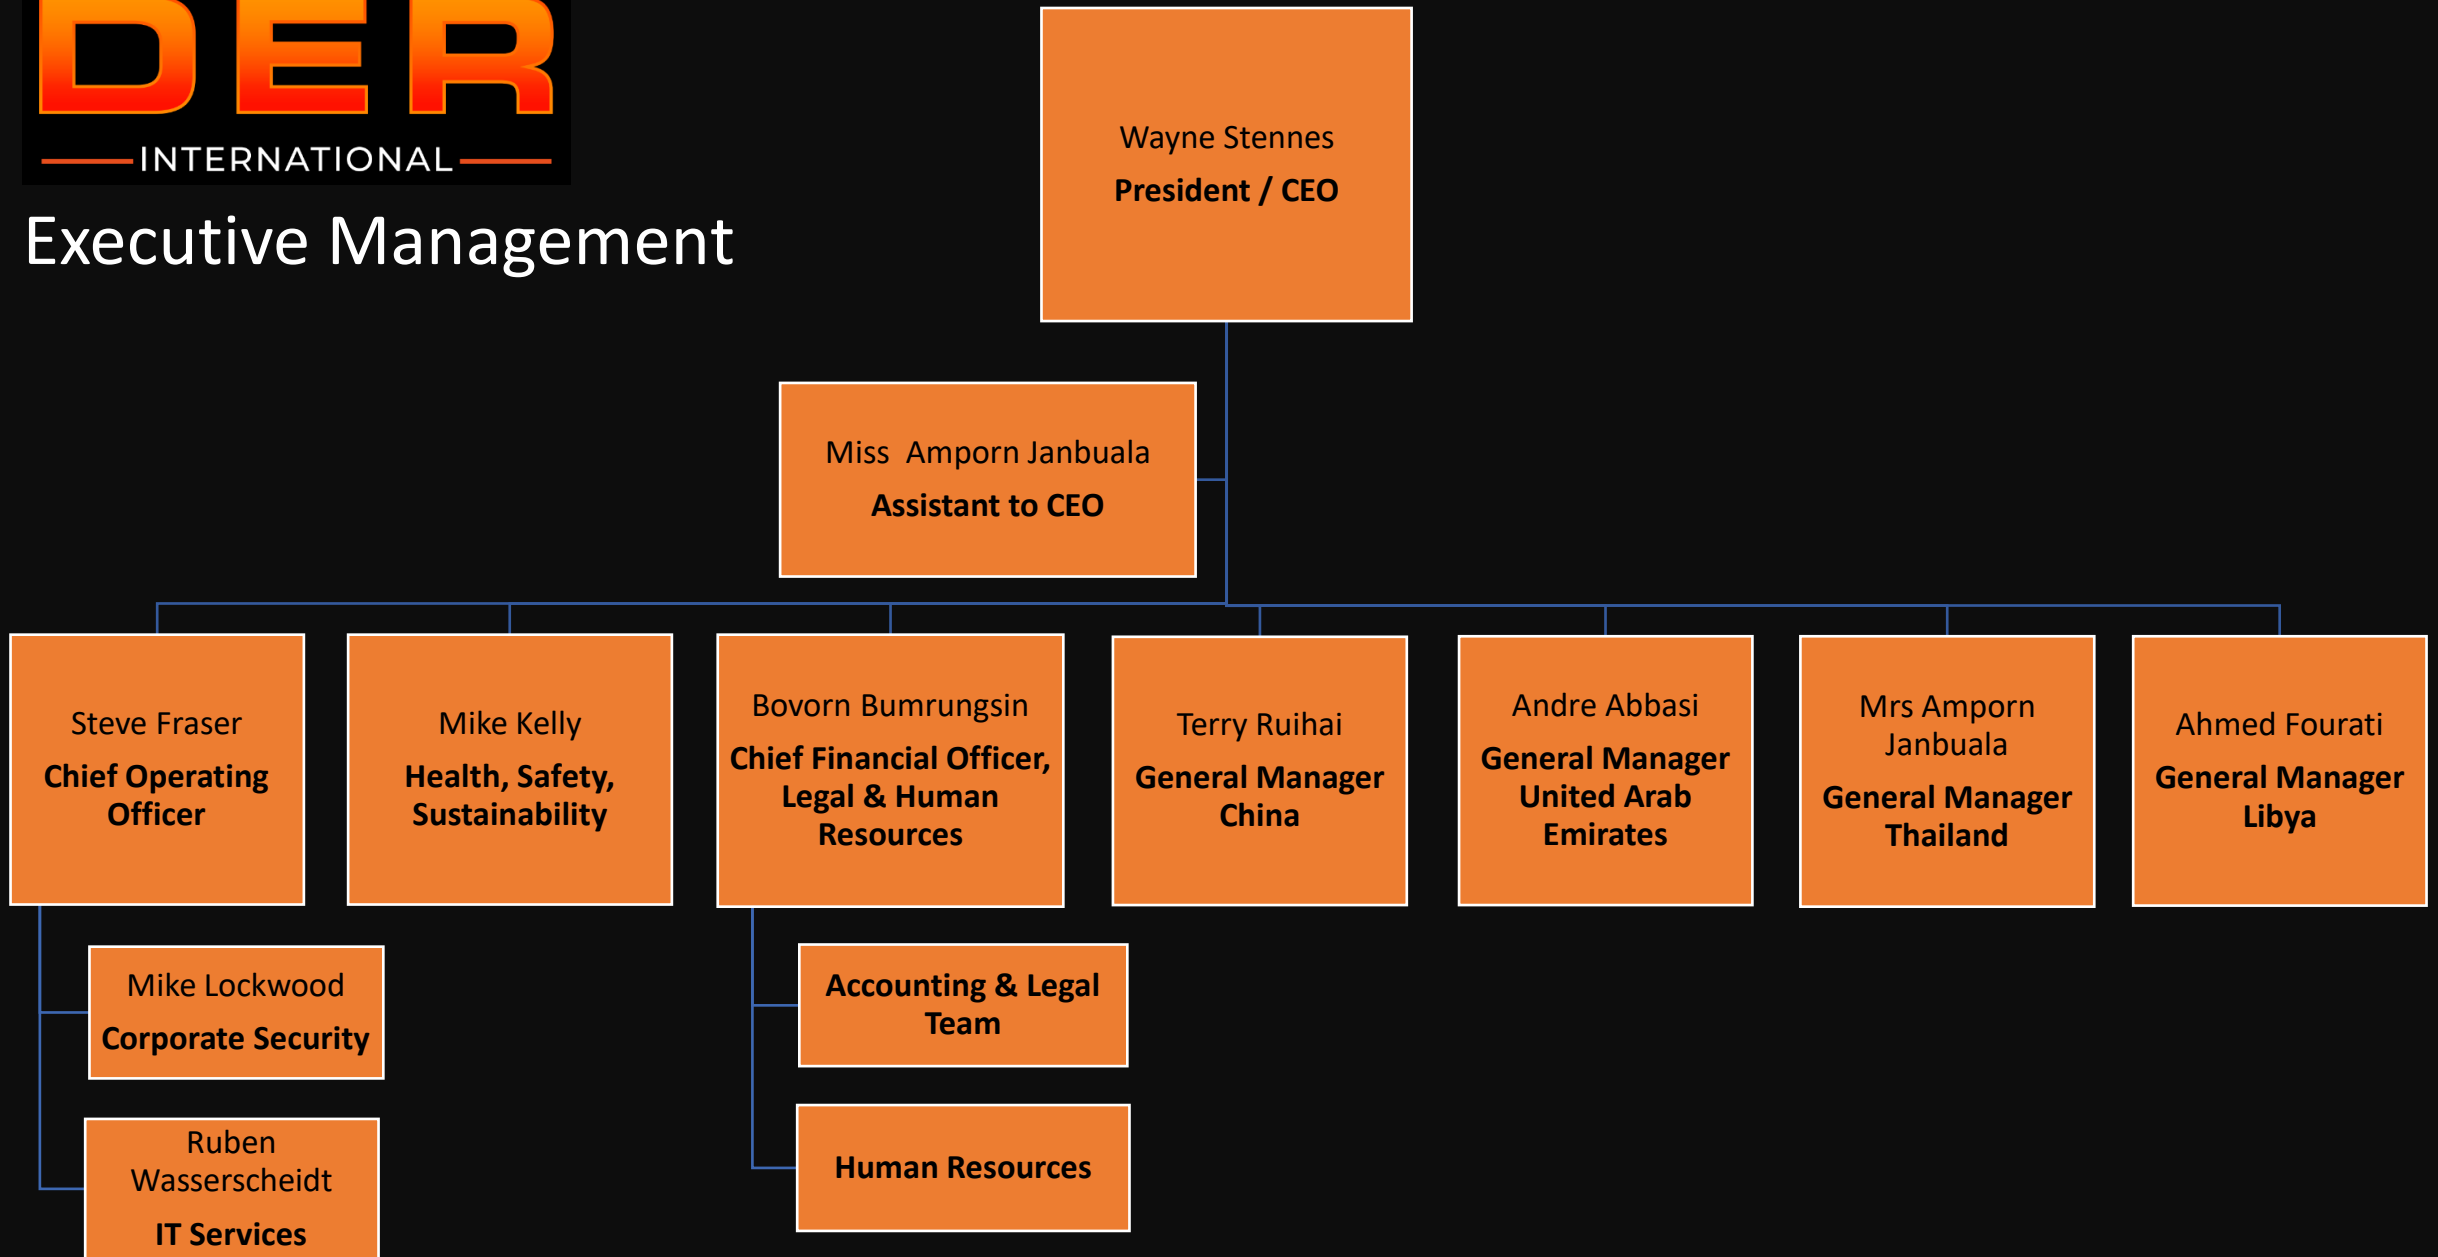 DER
INTERNATIONAL
Executive Management
Wayne Stennes
President / CEO
Miss  Amporn Janbuala
Assistant to CEO
Steve Fraser
Chief Operating
Officer
Mike Kelly
Health, Safety,
Sustainability
Bovorn Bumrungsin
Chief Financial Officer,
Legal & Human
Resources
Terry Ruihai
General Manager
China
Andre Abbasi
General Manager
United Arab
Emirates
Mrs Amporn
Janbuala
General Manager
Thailand
Ahmed Fourati
General Manager
Libya
Mike Lockwood
Corporate Security
Ruben
Wasserscheidt
IT Services
Accounting & Legal
Team
Human Resources